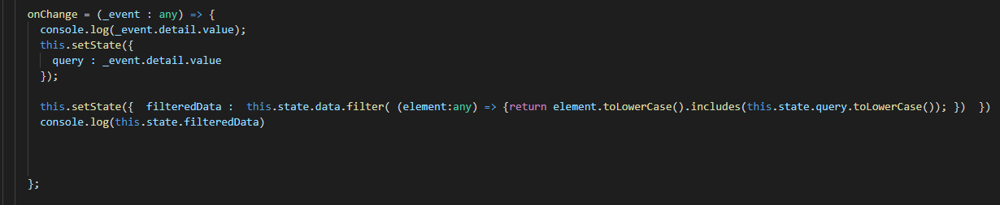 onChange = (_event : any) => {
console.log(_event.detail.value);
this.setState({
query : _event.detail.value
});
this.setState({  filteredData :  this.state.data.filter( (element:any) => {return element.toLowerCase().includes(this.state.query.toLowerCase()); })  })
console.log(this.state.filteredData)
};